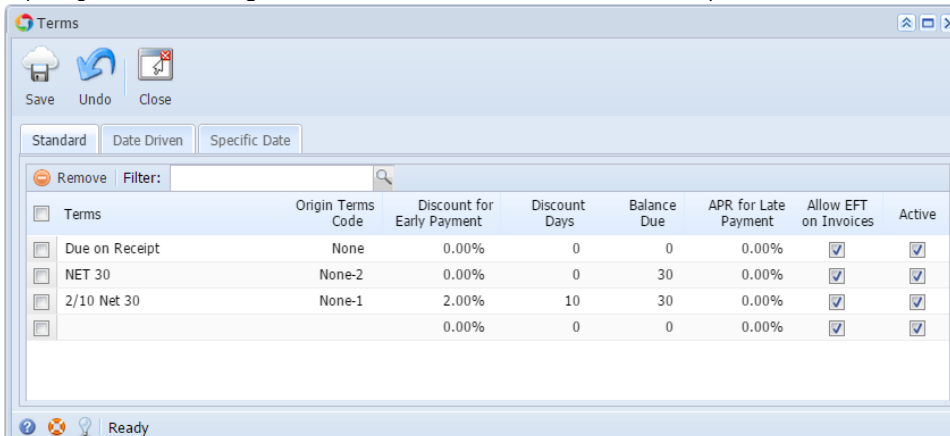 Terms
Save Undo Close
Standard Date Driven Specific Date
Remove Filter:
Terms Origin Terms Code Discount for Early Payment Discount Days Balance Due APR for Late Payment Allow EFT on Invoices Active
Due on Receipt None 0.00% 0 0 0.00%
NET 30 None-2 0.00% 0 30 0.00%
2/10 Net 30 None-1 2.00% 10 30 0.00%
0.00% 0 0 0.00%
Ready